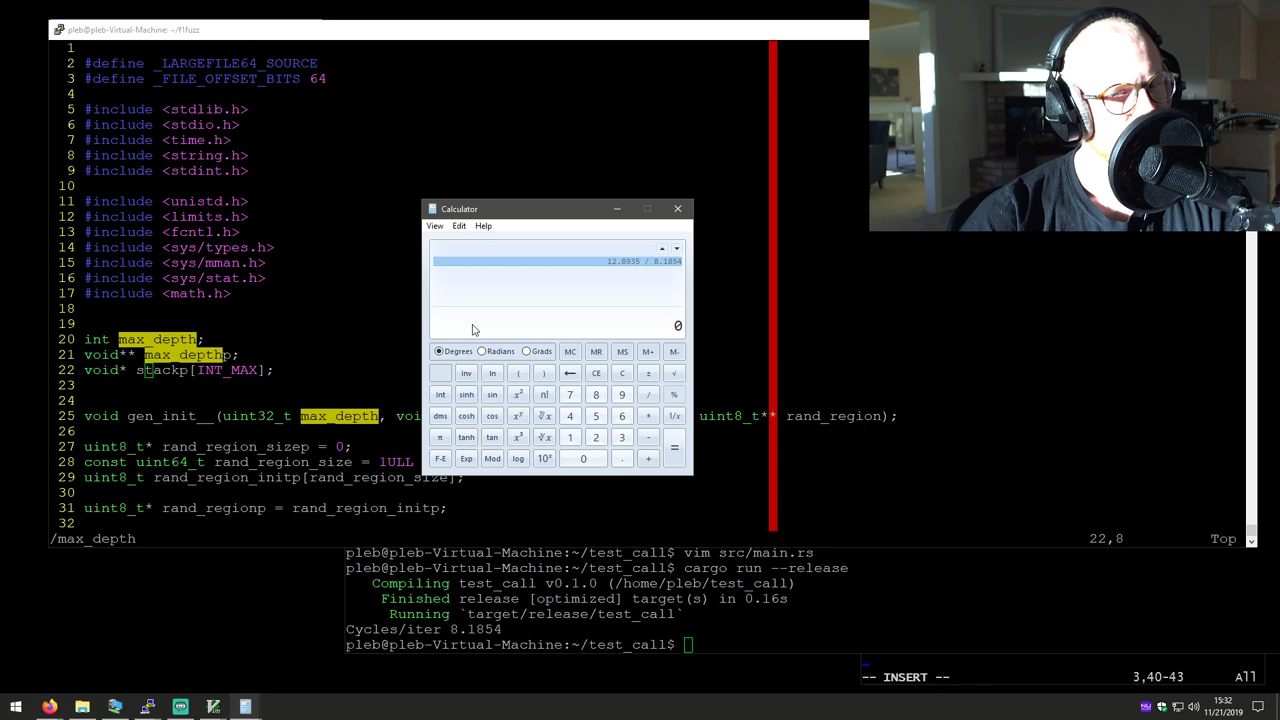 pleb@pleb-Virtual-Machine: ~/f1fuzz
1
2 #define _LARGEFILE64_SOURCE
3 #define _FILE_OFFSET_BITS 64
4
5 #include <stdlib.h>
6 #include <stdio.h>
7 #include <time.h>
8 #include <string.h>
9 #include <stdint.h>
10
11 #include <unistd.h>
12 #include <limits.h>
13 #include <fcntl.h>
14 #include <sys/types.h>
15 #include <sys/mman.h>
16 #include <sys/stat.h>
17 #include <math.h>
18
19
20 int max_depth;
21 void** max_depthp;
22 void* stackp[INT_MAX];
23
24
25 void gen_init__(uint32_t max_depth, voi uint8_t** rand_region);
26
27 uint8_t* rand_region_sizep = 0;
28 const uint64_t rand_region_size = 1ULL
29 uint8_t rand_region_initp[rand_region_size];
30
31 uint8_t* rand_regionp = rand_region_initp;
32
/max_depth 22,8 Top
Calculator
View Edit Help
12.8935 / 8.1854
0
Degrees Radians Grads MC MR MS M+ M-
Inv ln ( ) ← CE C ± √
Int sinh sin x² n! 7 8 9 / %
dms cosh cos xʸ ʸ√x 4 5 6 * 1/x
π tanh tan x³ ³√x 1 2 3 - =
F-E Exp Mod log 10ˣ 0 . +
pleb@pleb-Virtual-Machine:~/test_call$ vim src/main.rs
pleb@pleb-Virtual-Machine:~/test_call$ cargo run --release
Compiling test_call v0.1.0 (/home/pleb/test_call)
Finished release [optimized] target(s) in 0.16s
Running `target/release/test_call`
Cycles/iter 8.1854
pleb@pleb-Virtual-Machine:~/test_call$
-- INSERT -- 3,40-43 All
15:32
11/21/2019